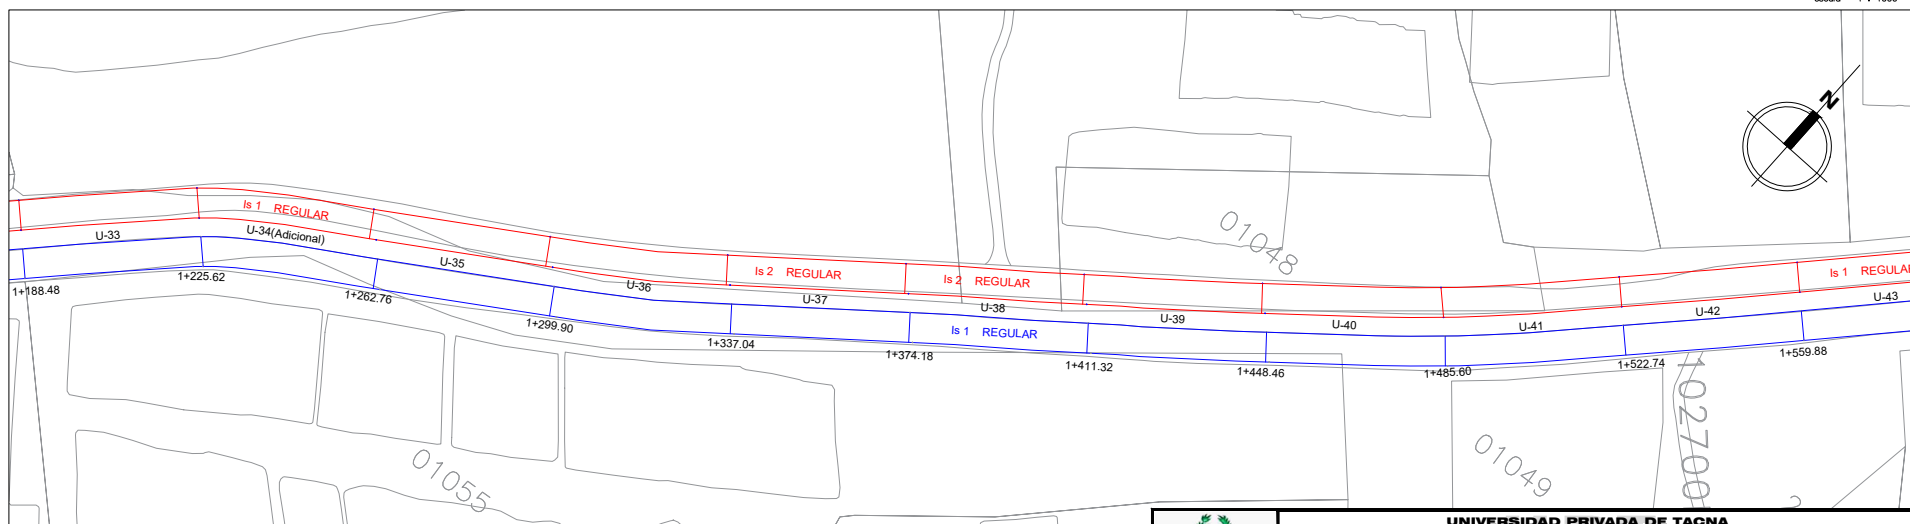 N
Is 1 REGULAR
U-33
U-34(Adicional)
U-35
U-36
U-37
U-38
U-39
U-40
U-41
U-42
U-43
Is 2 REGULAR
Is 2 REGULAR
Is 1 REGULAR
Is 1 REGULAR
1+188.48
1+225.62
1+262.76
1+299.90
1+337.04
1+374.18
1+411.32
1+448.46
1+485.60
1+522.74
1+559.88
01048
01055
01049
102700
UNIVERSIDAD PRIVADA DE TACNA